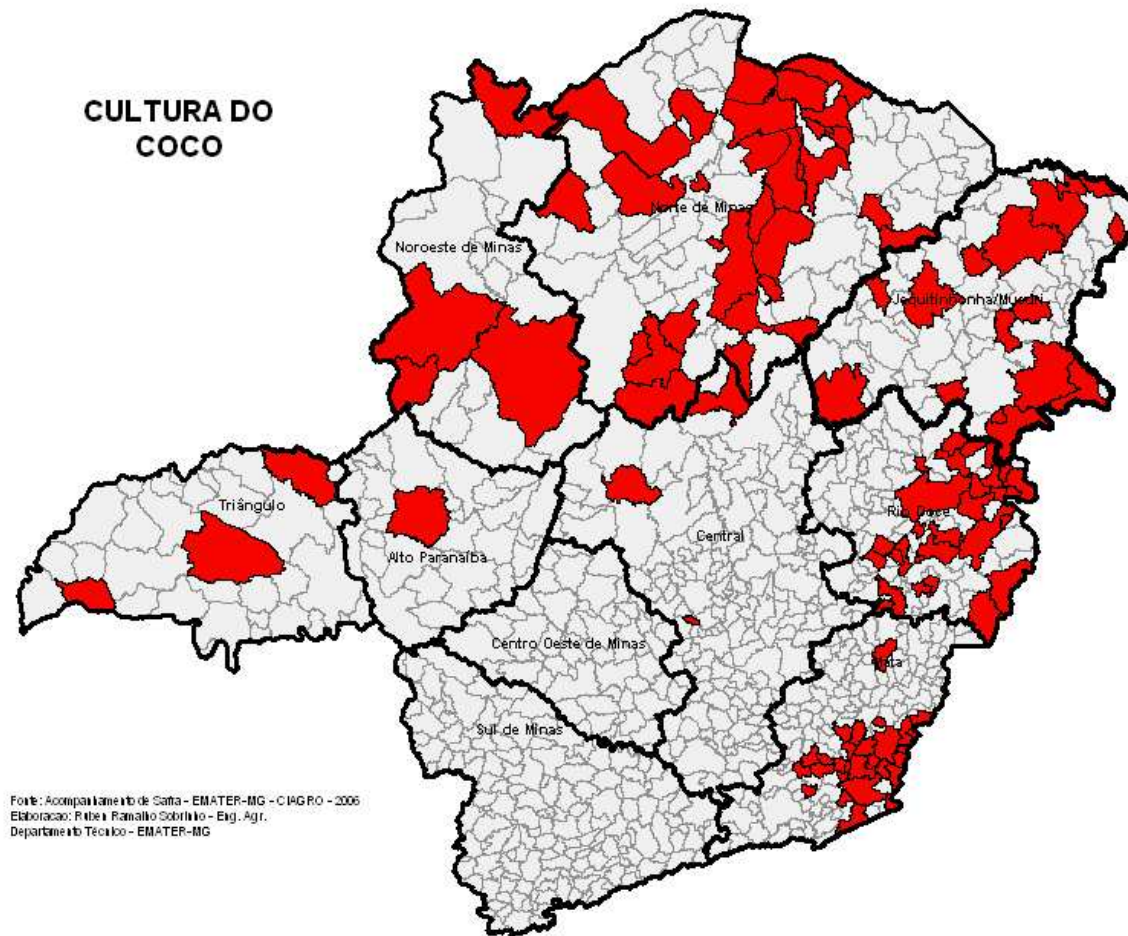 CULTURA DO
COCO
Norte de Minas
Noroeste de Minas
Jequitinhonha/Mucuri
Triângulo
Rio Doce
Central
Alto Paranaíba
Centro Oeste de Minas
Mata
Sul de Minas
Fonte: Acompanhamento de Safra - EMATER-MG - CIAGRO - 2006
Elaboracao: Ruben Ramalho Sobrinho - Eng. Agr.
Departamento Técnico - EMATER-MG